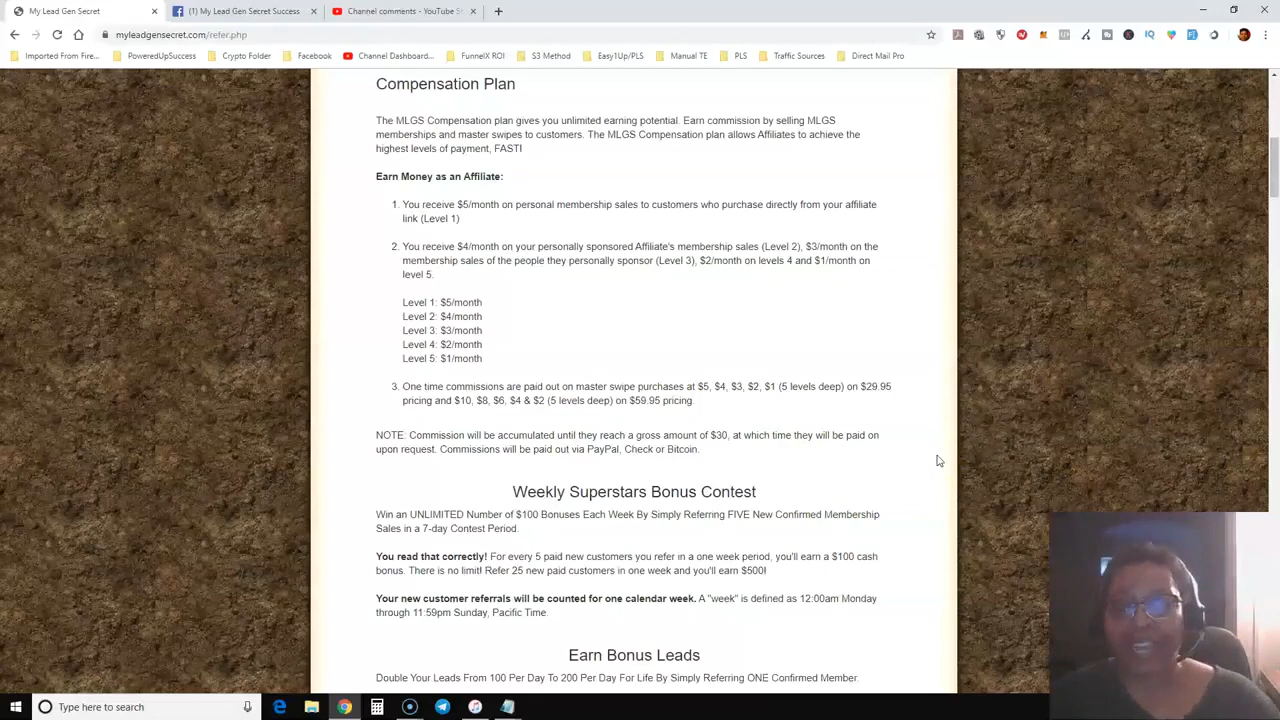 My Lead Gen Secret
(1) My Lead Gen Secret Success
Channel comments - YouTube S
myleadgensecret.com/refer.php
Imported From Fire...
PoweredUpSuccess
Crypto Folder
Facebook
Channel Dashboard...
FunnelX ROI
S3 Method
Easy1Up/PLS
Manual TE
PLS
Traffic Sources
Direct Mail Pro
Compensation Plan
The MLGS Compensation plan gives you unlimited earning potential. Earn commission by selling MLGS
memberships and master swipes to customers. The MLGS Compensation plan allows Affiliates to achieve the
highest levels of payment, FAST!
Earn Money as an Affiliate:
1. You receive $5/month on personal membership sales to customers who purchase directly from your affiliate
link (Level 1)
2. You receive $4/month on your personally sponsored Affiliate's membership sales (Level 2), $3/month on the
membership sales of the people they personally sponsor (Level 3), $2/month on levels 4 and $1/month on
level 5.
Level 1: $5/month
Level 2: $4/month
Level 3: $3/month
Level 4: $2/month
Level 5: $1/month
3. One time commissions are paid out on master swipe purchases at $5, $4, $3, $2, $1 (5 levels deep) on $29.95
pricing and $10, $8, $6, $4 & $2 (5 levels deep) on $59.95 pricing.
NOTE: Commission will be accumulated until they reach a gross amount of $30, at which time they will be paid on
upon request. Commissions will be paid out via PayPal, Check or Bitcoin.
Weekly Superstars Bonus Contest
Win an UNLIMITED Number of $100 Bonuses Each Week By Simply Referring FIVE New Confirmed Membership
Sales in a 7-day Contest Period.
You read that correctly! For every 5 paid new customers you refer in a one week period, you'll earn a $100 cash
bonus. There is no limit! Refer 25 new paid customers in one week and you'll earn $500!
Your new customer referrals will be counted for one calendar week. A "week" is defined as 12:00am Monday
through 11:59pm Sunday, Pacific Time.
Earn Bonus Leads
Double Your Leads From 100 Per Day To 200 Per Day For Life By Simply Referring ONE Confirmed Member.
Type here to search